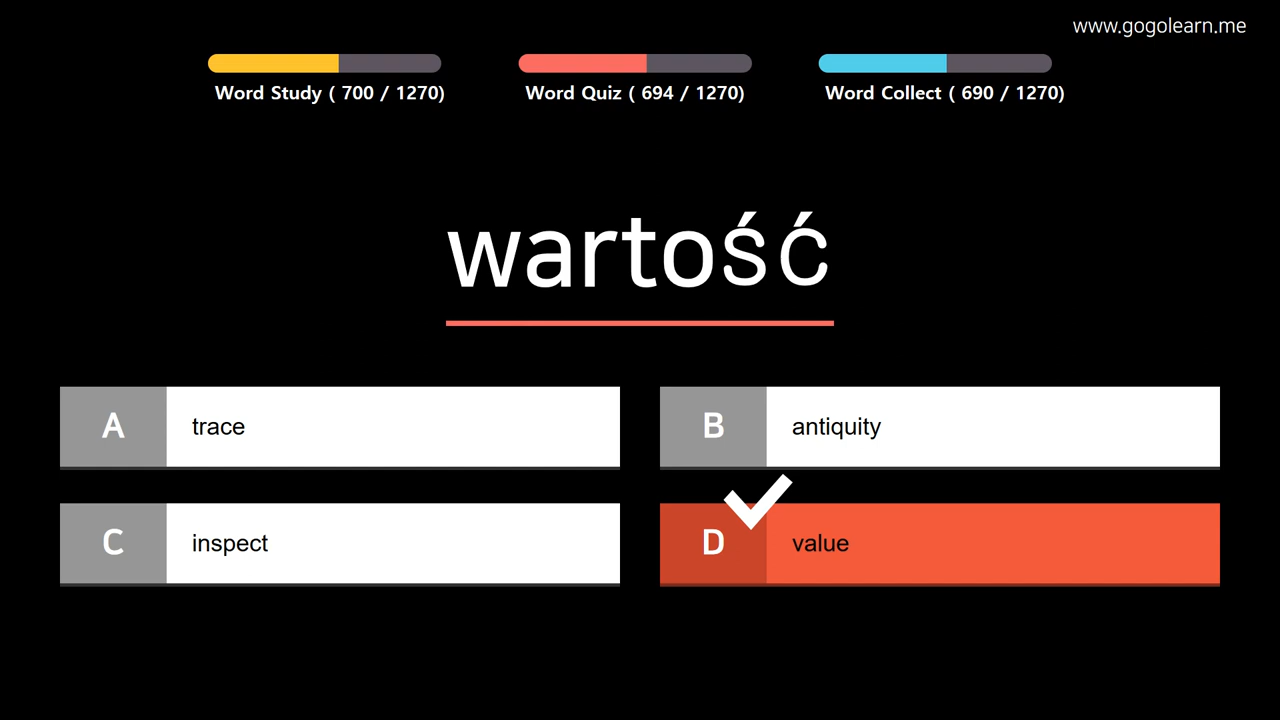 www.gogolearn.me
Word Study ( 700 / 1270)
Word Quiz ( 694 / 1270)
Word Collect ( 690 / 1270)
wartość
A trace
B antiquity
C inspect
D value